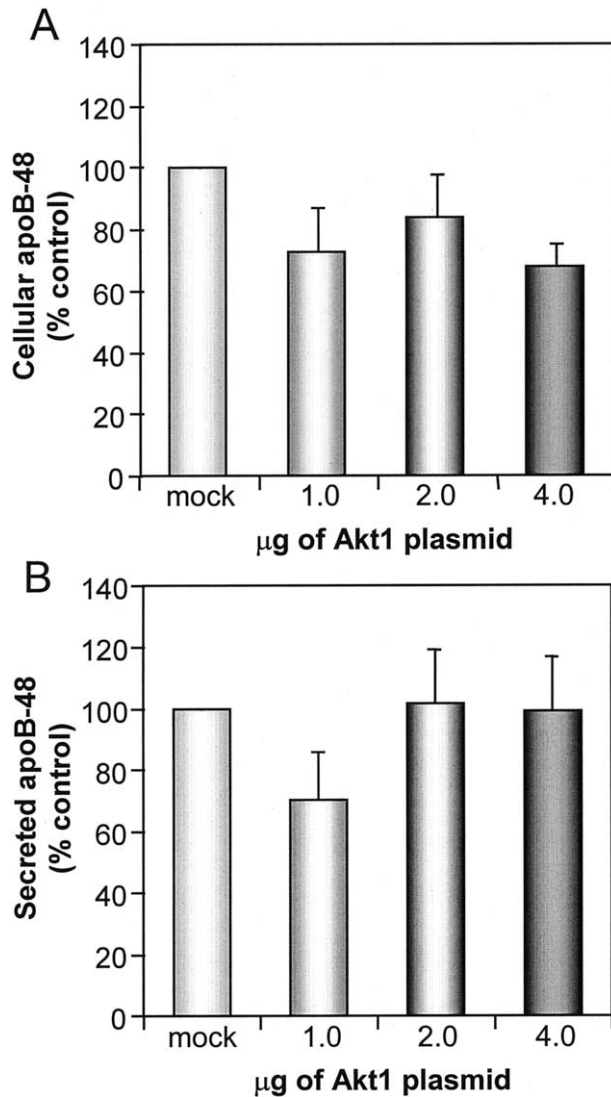 A
140
120
100
80
60
40
20
0
Cellular apoB-48
(% control)
mock 1.0 2.0 4.0
μg of Akt1 plasmid
B
140
120
100
80
60
40
20
0
Secreted apoB-48
(% control)
mock 1.0 2.0 4.0
μg of Akt1 plasmid